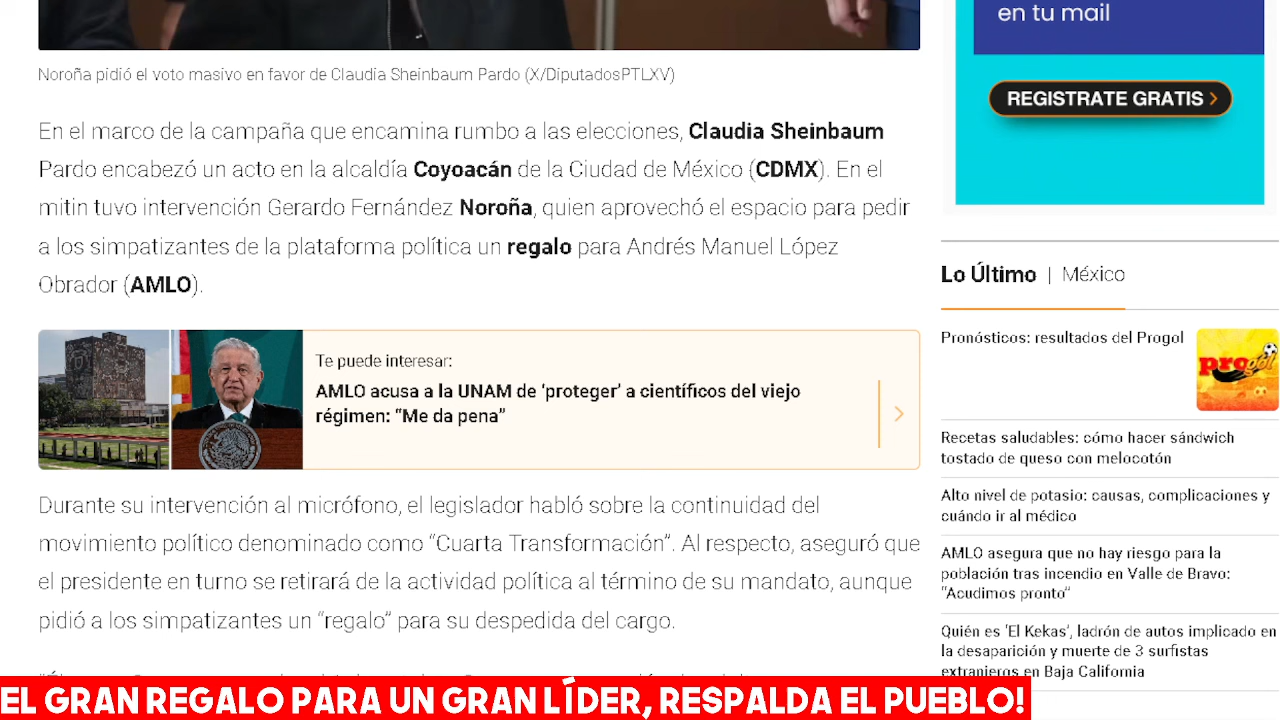 en tu mail
REGISTRATE GRATIS
Noroña pidió el voto masivo en favor de Claudia Sheinbaum Pardo (X/DiputadosPTLXV)
En el marco de la campaña que encamina rumbo a las elecciones, Claudia Sheinbaum
Pardo encabezó un acto en la alcaldía Coyoacán de la Ciudad de México (CDMX). En el
mitin tuvo intervención Gerardo Fernández Noroña, quien aprovechó el espacio para pedir
a los simpatizantes de la plataforma política un regalo para Andrés Manuel López
Obrador (AMLO).
Te puede interesar:
AMLO acusa a la UNAM de ‘proteger’ a científicos del viejo
régimen: “Me da pena”
Durante su intervención al micrófono, el legislador habló sobre la continuidad del
movimiento político denominado como “Cuarta Transformación”. Al respecto, aseguró que
el presidente en turno se retirará de la actividad política al término de su mandato, aunque
pidió a los simpatizantes un “regalo” para su despedida del cargo.
Lo Último | México
Pronósticos: resultados del Progol
progol
Recetas saludables: cómo hacer sándwich
tostado de queso con melocotón
Alto nivel de potasio: causas, complicaciones y
cuándo ir al médico
AMLO asegura que no hay riesgo para la
población tras incendio en Valle de Bravo:
“Acudimos pronto”
Quién es ‘El Kekas’, ladrón de autos implicado en
la desaparición y muerte de 3 surfistas
extranjeros en Baja California
EL GRAN REGALO PARA UN GRAN LÍDER, RESPALDA EL PUEBLO!